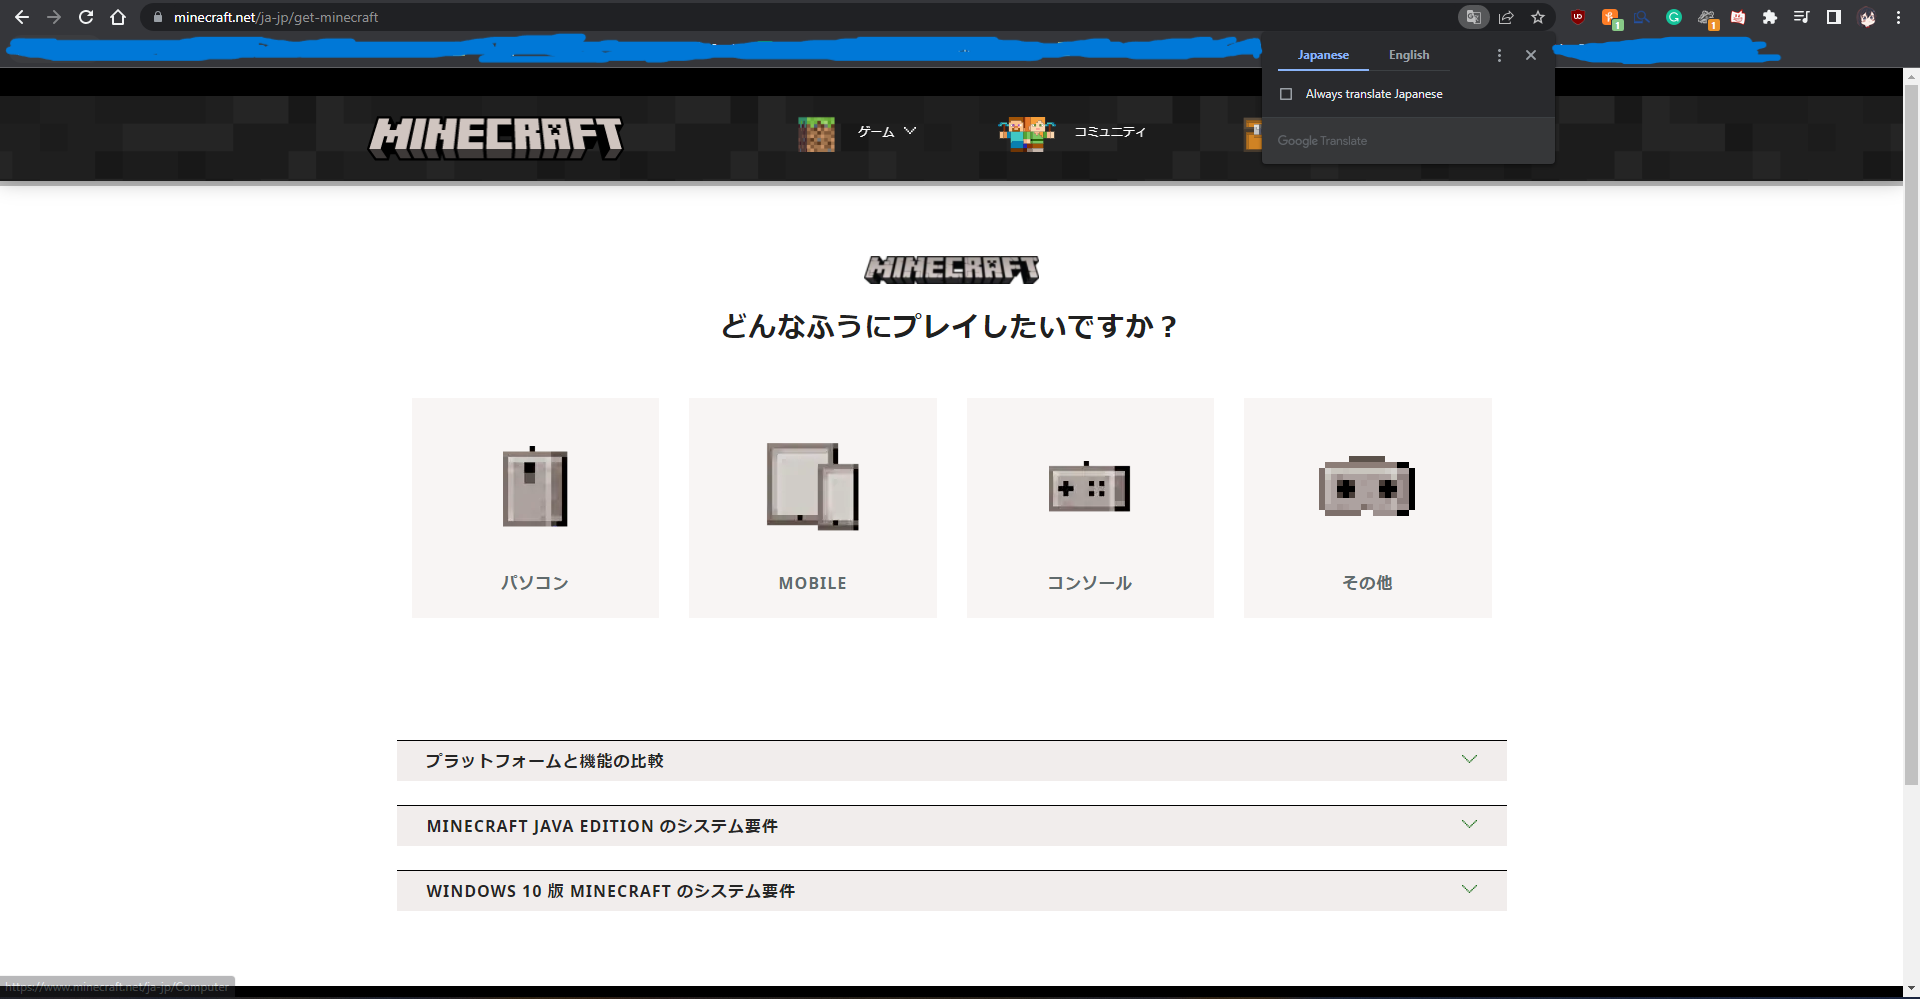 minecraft.net/ja-jp/get-minecraft
Japanese English
Always translate Japanese
Google Translate
MINECRAFT ゲーム コミュニティ
MINECRAFT
どんなふうにプレイしたいですか？
パソコン MOBILE コンソール その他
プラットフォームと機能の比較
MINECRAFT JAVA EDITION のシステム要件
WINDOWS 10 版 MINECRAFT のシステム要件
https://www.minecraft.net/ja-jp/Computer